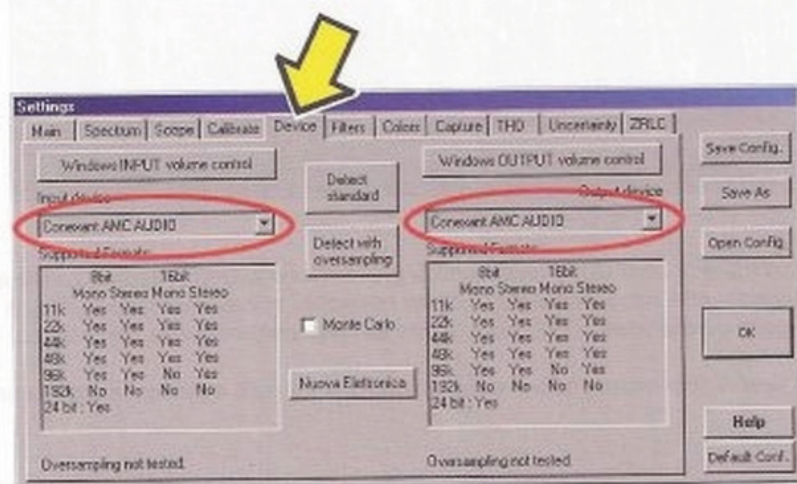 Settings
Main Spectrum Scope Calibrate Device Filters Colors Capture THD Uncertainty ZRLC
Windows INPUT volume control
Input device
Conexant AMC AUDIO
Supported Formats
8bit 16bit
Mono Stereo Mono Stereo
11k Yes Yes Yes Yes
22k Yes Yes Yes Yes
44k Yes Yes Yes Yes
48k Yes Yes Yes Yes
96k Yes Yes No Yes
192k No No No No
24 bit : Yes
Oversampling not tested.
Detect standard
Detect with oversampling
Monte Carlo
Nuova Elettronica
Windows OUTPUT volume control
Output device
Conexant AMC AUDIO
Supported Formats
8bit 16bit
Mono Stereo Mono Stereo
11k Yes Yes Yes Yes
22k Yes Yes Yes Yes
44k Yes Yes Yes Yes
48k Yes Yes Yes Yes
96k Yes Yes No Yes
192k No No No No
24 bit : Yes
Oversampling not tested.
Save Config.
Save As
Open Config
OK
Help
Default Conf.